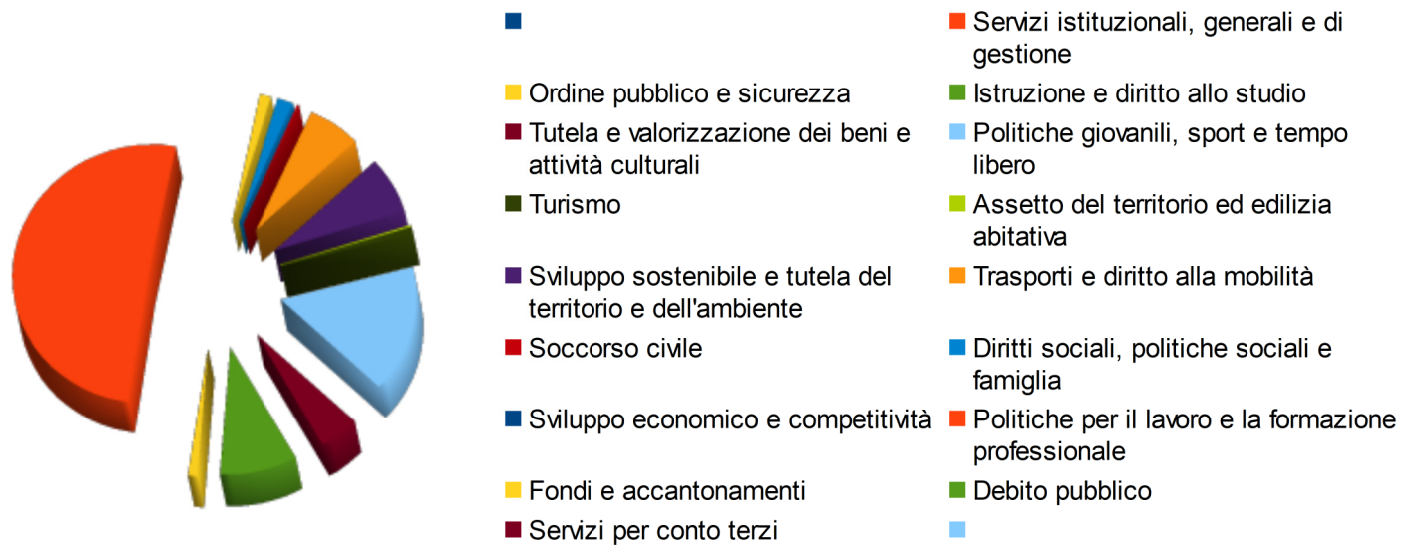 Servizi istituzionali, generali e di
gestione
Ordine pubblico e sicurezza
Istruzione e diritto allo studio
Tutela e valorizzazione dei beni e
attività culturali
Politiche giovanili, sport e tempo
libero
Turismo
Assetto del territorio ed edilizia
abitativa
Sviluppo sostenibile e tutela del
territorio e dell'ambiente
Trasporti e diritto alla mobilità
Soccorso civile
Diritti sociali, politiche sociali e
famiglia
Sviluppo economico e competitività
Politiche per il lavoro e la formazione
professionale
Fondi e accantonamenti
Debito pubblico
Servizi per conto terzi